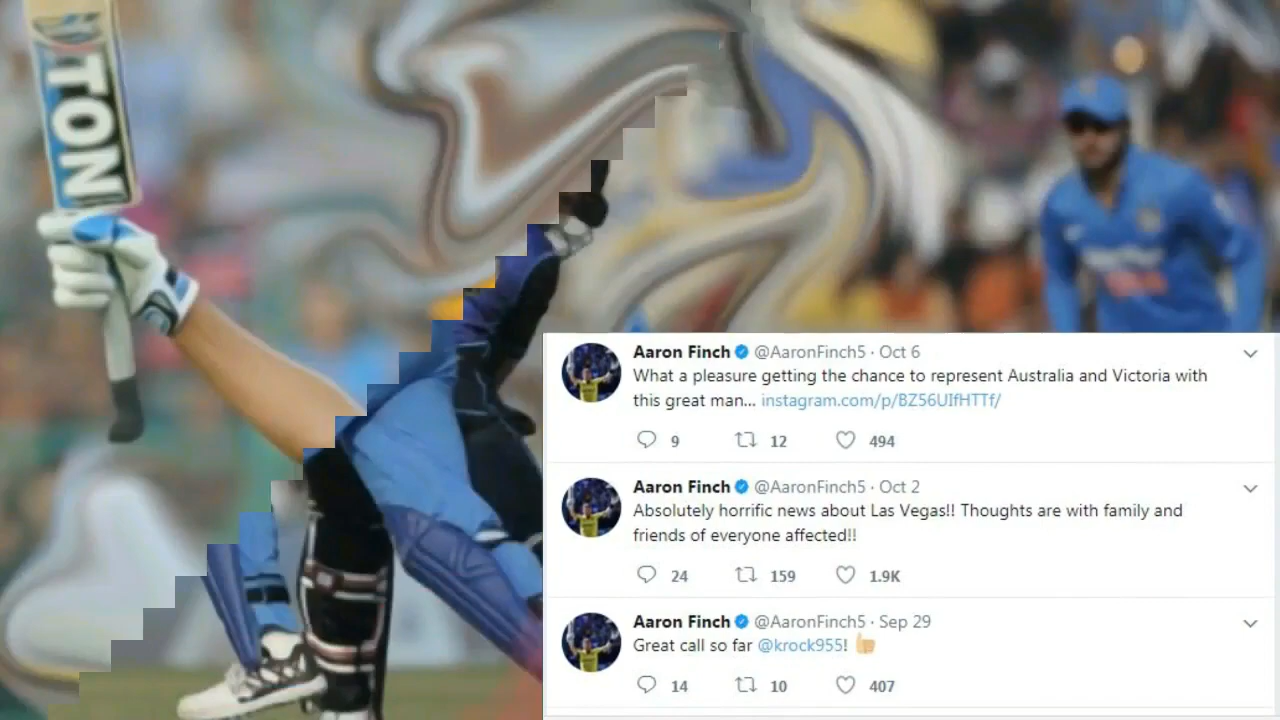 TON
Aaron Finch @AaronFinch5 · Oct 6
What a pleasure getting the chance to represent Australia and Victoria with
this great man... instagram.com/p/BZ56UIfHTTf/
9 12 494
Aaron Finch @AaronFinch5 · Oct 2
Absolutely horrific news about Las Vegas!! Thoughts are with family and
friends of everyone affected!!
24 159 1.9K
Aaron Finch @AaronFinch5 · Sep 29
Great call so far @krock955! 👍
14 10 407